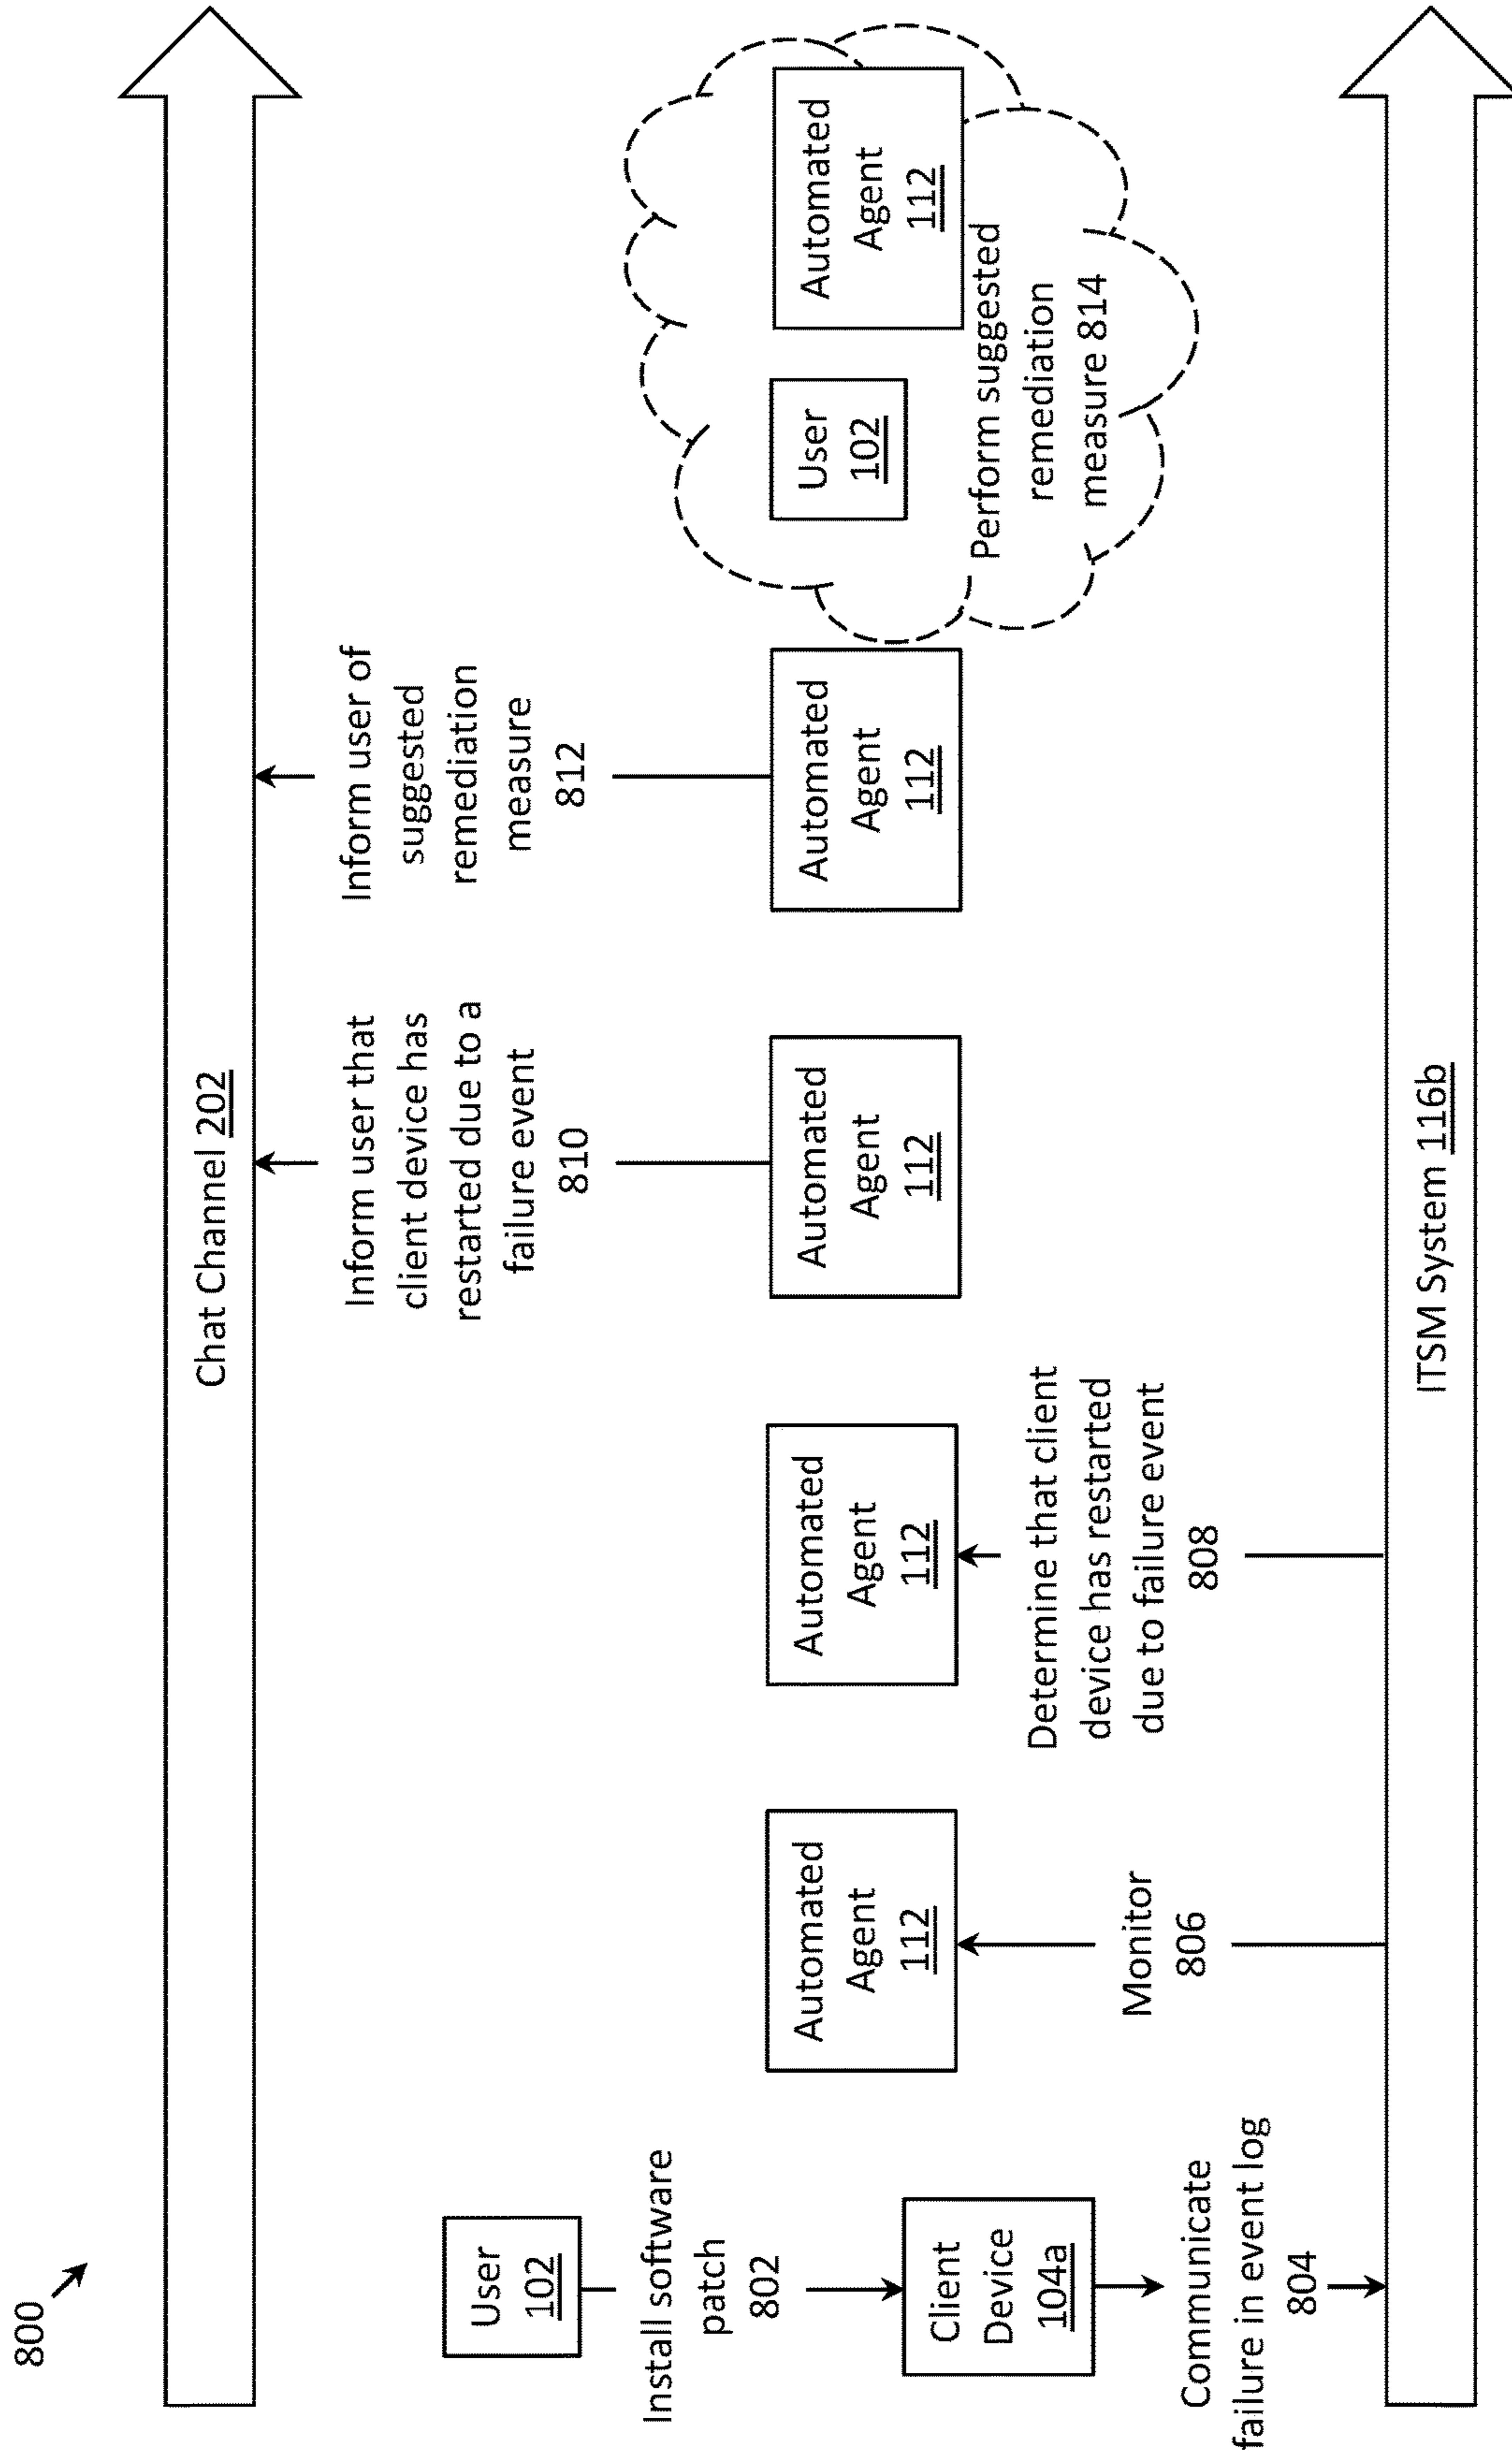 800
Chat Channel 202
User
102
Install software
patch
802
Client
Device
104a
Communicate
failure in event log
804
Automated
Agent
112
Monitor
806
Automated
Agent
112
Determine that client
device has restarted
due to failure event
808
Inform user that
client device has
restarted due to a
failure event
810
Automated
Agent
112
Inform user of
suggested
remediation
measure
812
Automated
Agent
112
User
102
Automated
Agent
112
Perform suggested
remediation
measure 814
ITSM System 116b